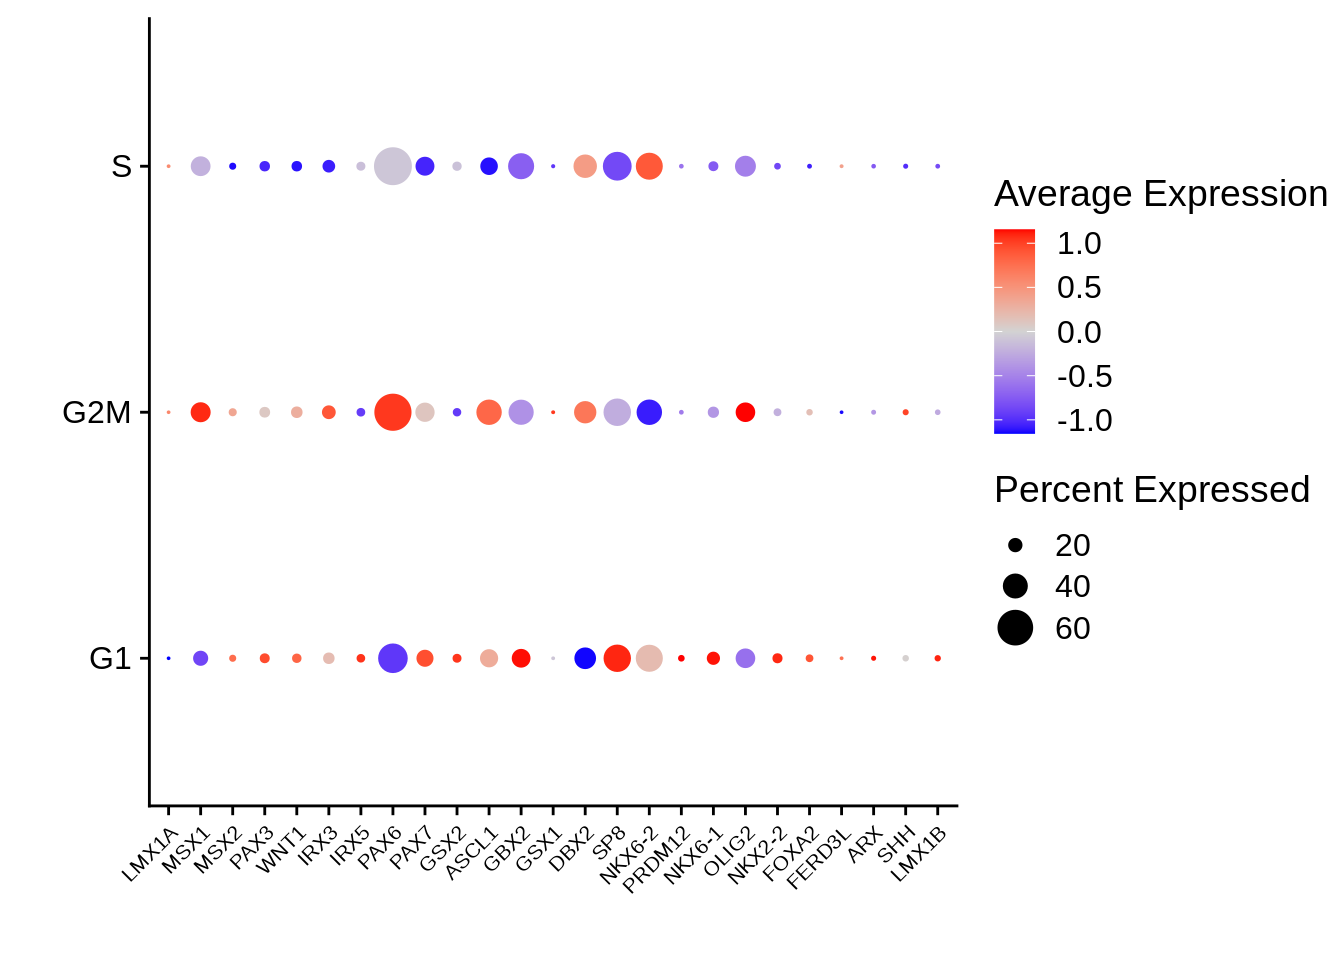 S
G2M
G1
LMX1A
MSX1
MSX2
PAX3
WNT1
IRX3
IRX5
PAX6
PAX7
GSX2
ASCL1
GBX2
GSX1
DBX2
SP8
NKX6-2
PRDM12
NKX6-1
OLIG2
NKX2-2
FOXA2
FERD3L
ARX
SHH
LMX1B
Average Expression
1.0
0.5
0.0
-0.5
-1.0
Percent Expressed
20
40
60